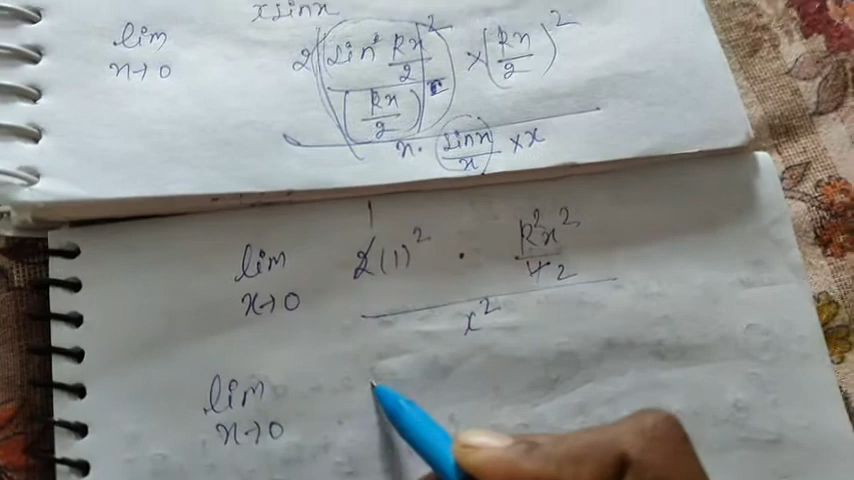 x sin x
lim 2 ( sin² kx/2 / (kx/2) )² × ( kx/2 )²
x→0
x · sin x / x × x
1
lim 2(1)² · k²x² / 4 2
x→0
x²
lim
x→0